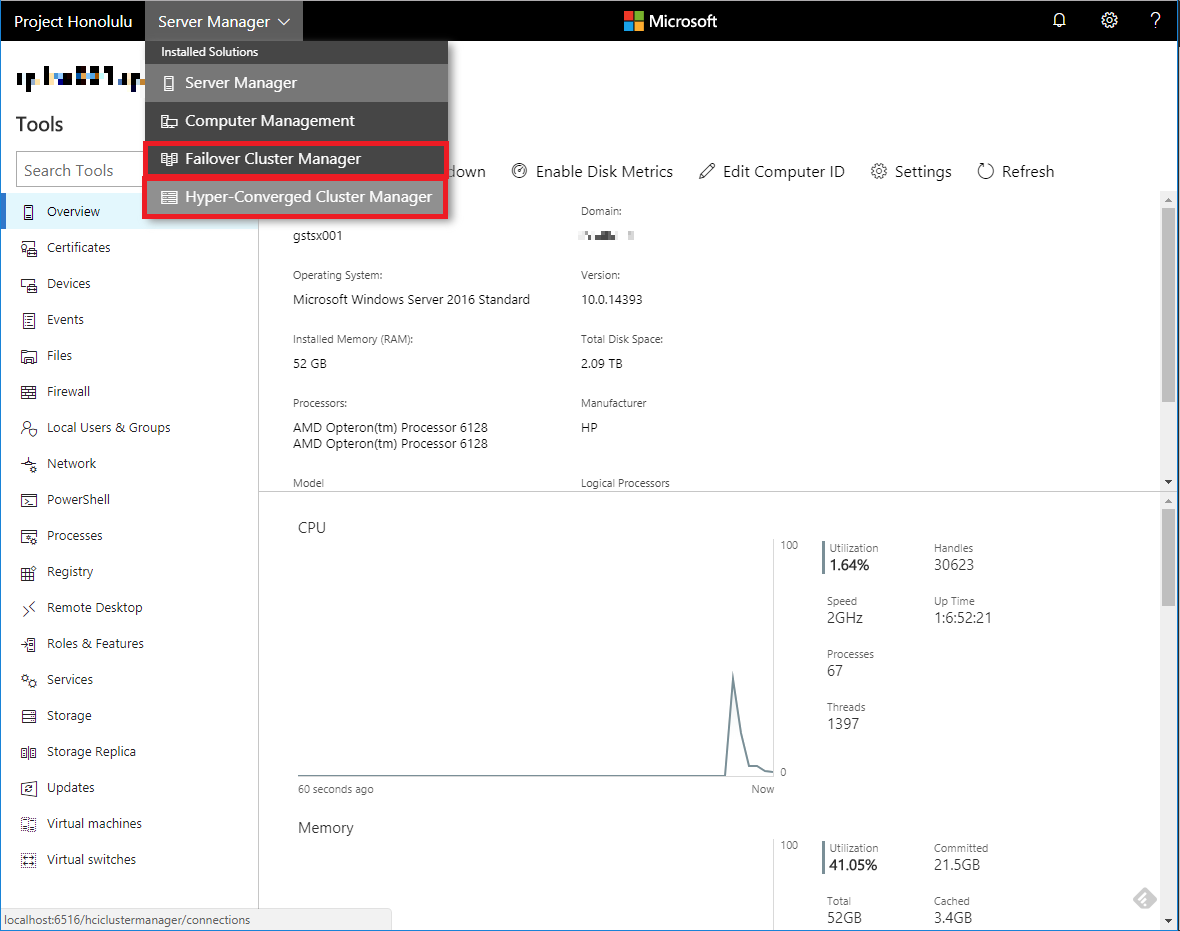 Project Honolulu
Server Manager
Microsoft
?
Installed Solutions
Server Manager
Computer Management
Failover Cluster Manager
Hyper-Converged Cluster Manager
Tools
Search Tools
Enable Disk Metrics
Edit Computer ID
Settings
Refresh
Overview
Certificates
Devices
Events
Files
Firewall
Local Users & Groups
Network
PowerShell
Processes
Registry
Remote Desktop
Roles & Features
Services
Storage
Storage Replica
Updates
Virtual machines
Virtual switches
Domain:
gstsx001
Operating System:
Version:
Microsoft Windows Server 2016 Standard
10.0.14393
Installed Memory (RAM):
Total Disk Space:
52 GB
2.09 TB
Processors:
Manufacturer
AMD Opteron(tm) Processor 6128
HP
AMD Opteron(tm) Processor 6128
Model
Logical Processors
CPU
100
0
60 seconds ago
Now
Utilization
1.64%
Handles
30623
Speed
2GHz
Up Time
1:6:52:21
Processes
67
Threads
1397
Memory
100
Utilization
41.05%
Committed
21.5GB
Total
52GB
Cached
3.4GB
localhost:6516/hciclustermanager/connections